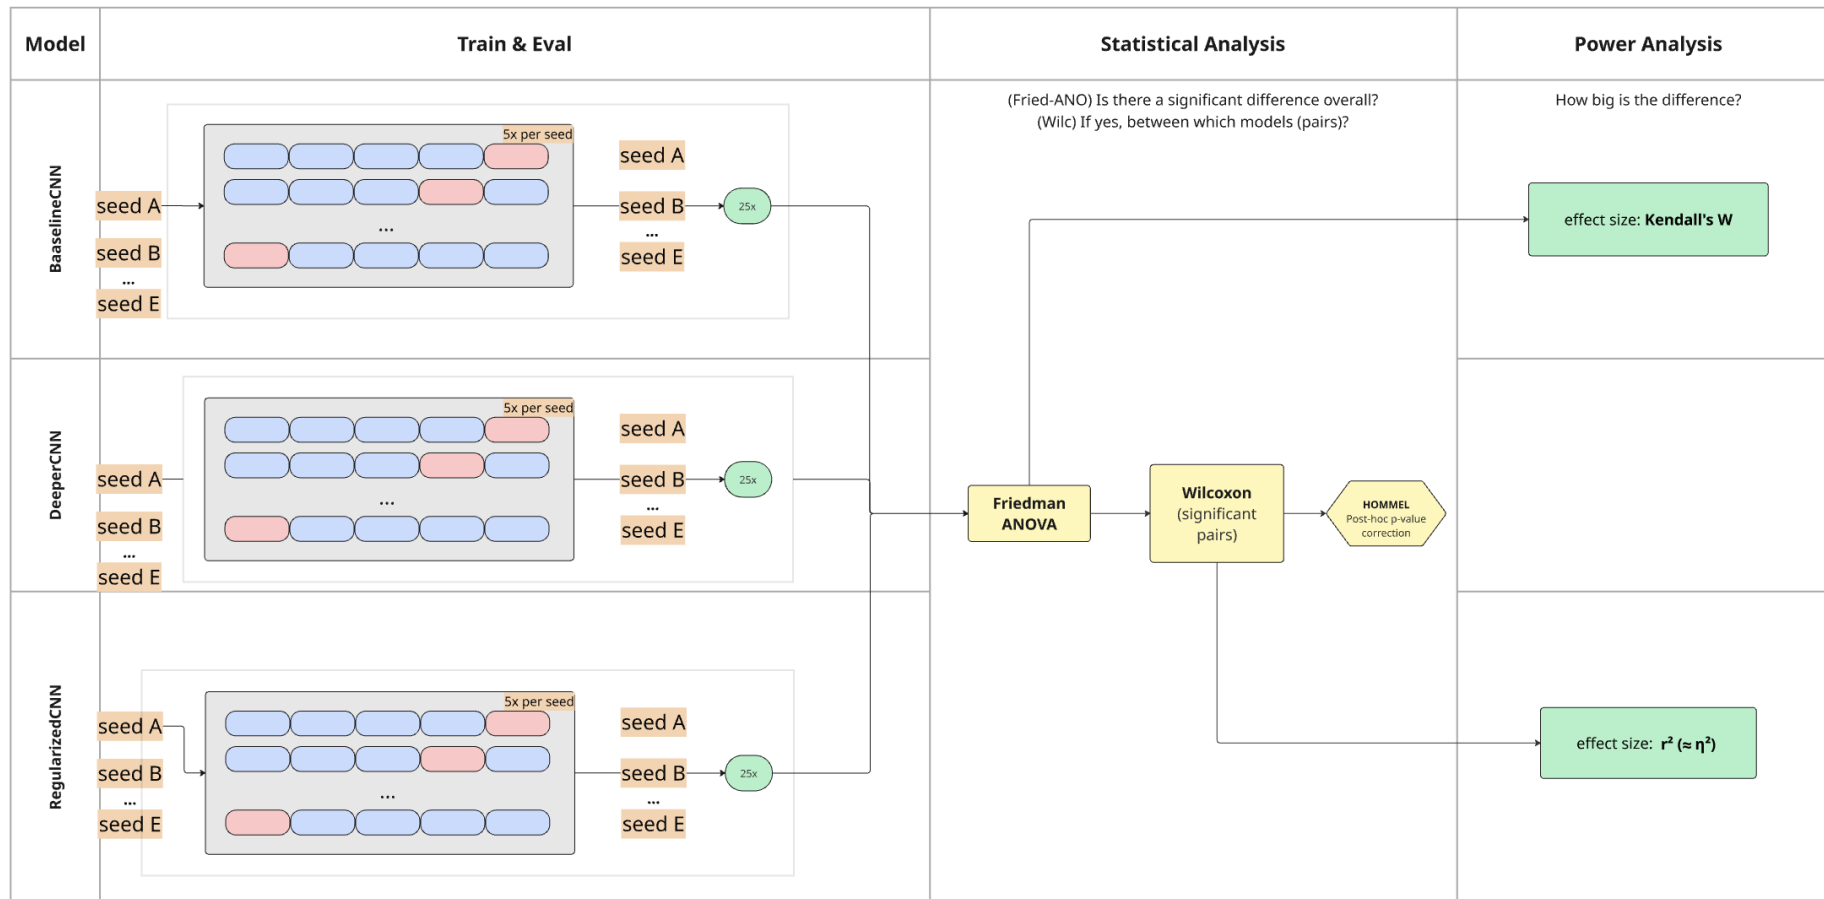 Model
Train & Eval
Statistical Analysis
Power Analysis
(Fried-ANO) Is there a significant difference overall?
(Wilc) If yes, between which models (pairs)?
How big is the difference?
BaaselineCNN
seed A
seed B
...
seed E
5x per seed
...
seed A
seed B
...
seed E
25x
effect size: Kendall's W
DeeperCNN
seed A
seed B
...
seed E
5x per seed
...
seed A
seed B
...
seed E
25x
Friedman
ANOVA
Wilcoxon
(significant
pairs)
HOMMEL
Post-hoc p-value
correction
RegularizedCNN
seed A
seed B
...
seed E
5x per seed
...
seed A
seed B
...
seed E
25x
effect size: r² (≈ η²)